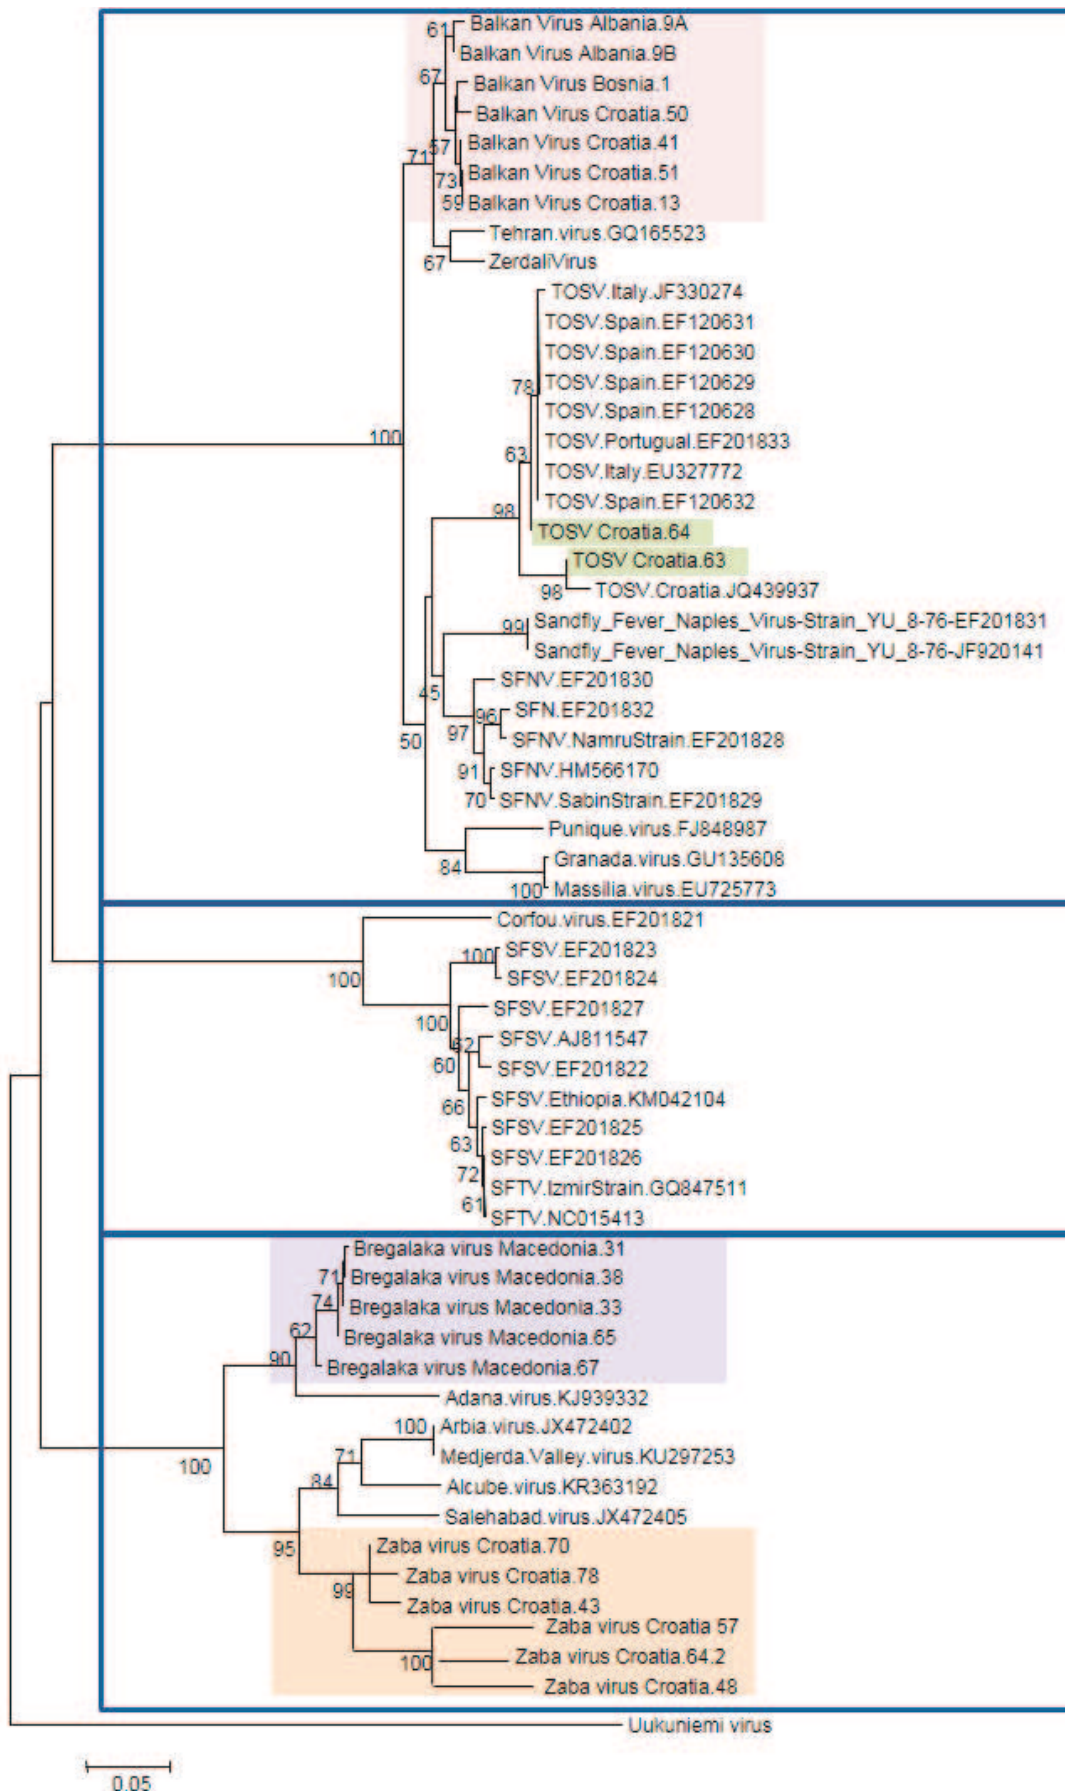 61
Balkan Virus Albania.9A
Balkan Virus Albania.9B
67
Balkan Virus Bosnia.1
Balkan Virus Croatia.50
57
Balkan Virus Croatia.41
71
73
Balkan Virus Croatia.51
59
Balkan Virus Croatia.13
Tehran.virus.GQ165523
67
ZerdaliVirus
TOSV.Italy.JF330274
TOSV.Spain.EF120631
TOSV.Spain.EF120630
78
TOSV.Spain.EF120629
TOSV.Spain.EF120628
100
TOSV.Portugual.EF201833
63
TOSV.Italy.EU327772
TOSV.Spain.EF120632
98
TOSV Croatia.64
TOSV Croatia.63
98
TOSV.Croatia.JQ439937
99
Sandfly_Fever_Naples_Virus-Strain_YU_8-76-EF201831
Sandfly_Fever_Naples_Virus-Strain_YU_8-76-JF920141
45
SFNV.EF201830
96
SFN.EF201832
50
97
SFNV.NamruStrain.EF201828
91
SFNV.HM566170
70
SFNV.SabinStrain.EF201829
Punique.virus.FJ848987
84
Granada.virus.GU135608
100
Massilia.virus.EU725773
Corfou.virus.EF201821
100
SFSV.EF201823
100
SFSV.EF201824
100
SFSV.EF201827
62
SFSV.AJ811547
60
SFSV.EF201822
66
SFSV.Ethiopia.KM042104
63
SFSV.EF201825
72
SFSV.EF201826
SFTV.IzmirStrain.GQ847511
61
SFTV.NC015413
Bregalaka virus Macedonia.31
71
Bregalaka virus Macedonia.38
74
Bregalaka virus Macedonia.33
62
Bregalaka virus Macedonia.65
90
Bregalaka virus Macedonia.67
Adana.virus.KJ939332
100
Arbia.virus.JX472402
100
71
Medjerda.Valley.virus.KU297253
84
Alcube.virus.KR363192
Salehabad.virus.JX472405
95
Zaba virus Croatia.70
99
Zaba virus Croatia.78
Zaba virus Croatia.43
Zaba virus Croatia 57
100
Zaba virus Croatia.64.2
Zaba virus Croatia.48
Uukuniemi virus
0.05